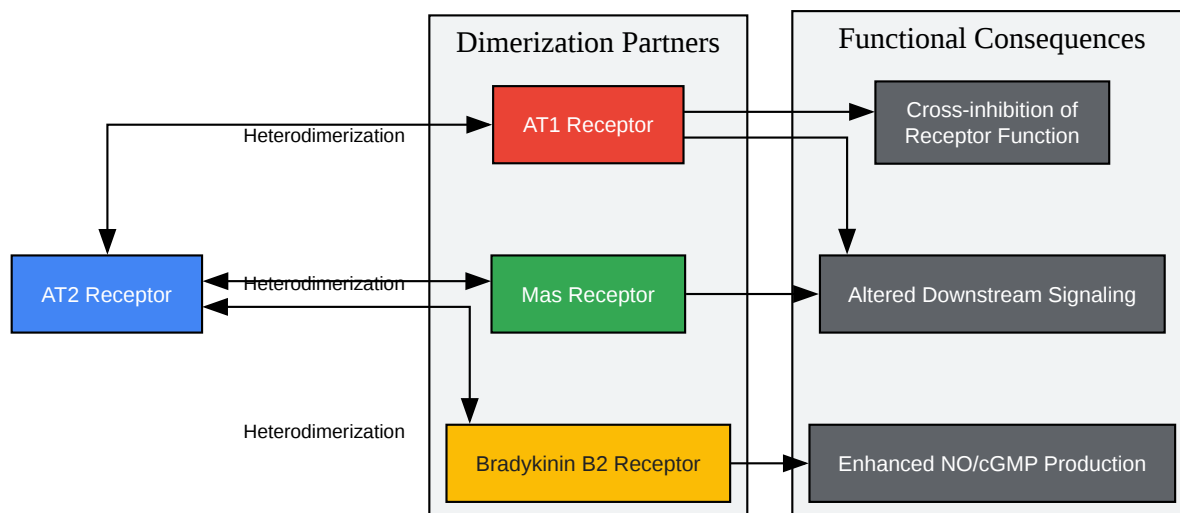 Dimerization Partners
Functional Consequences
AT1 Receptor
Cross-inhibition of
Receptor Function
Heterodimerization
AT2 Receptor
Heterodimerization
Mas Receptor
Altered Downstream Signaling
Heterodimerization
Bradykinin B2 Receptor
Enhanced NO/cGMP Production